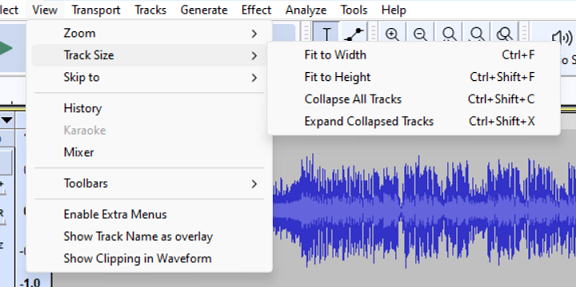 lect View Transport Tracks Generate Effect Analyze Tools Help
Zoom
Track Size
Skip to
History
Karaoke
Mixer
Toolbars
Enable Extra Menus
Show Track Name as overlay
Show Clipping in Waveform
Fit to Width Ctrl+F
Fit to Height Ctrl+Shift+F
Collapse All Tracks Ctrl+Shift+C
Expand Collapsed Tracks Ctrl+Shift+X
-1.0